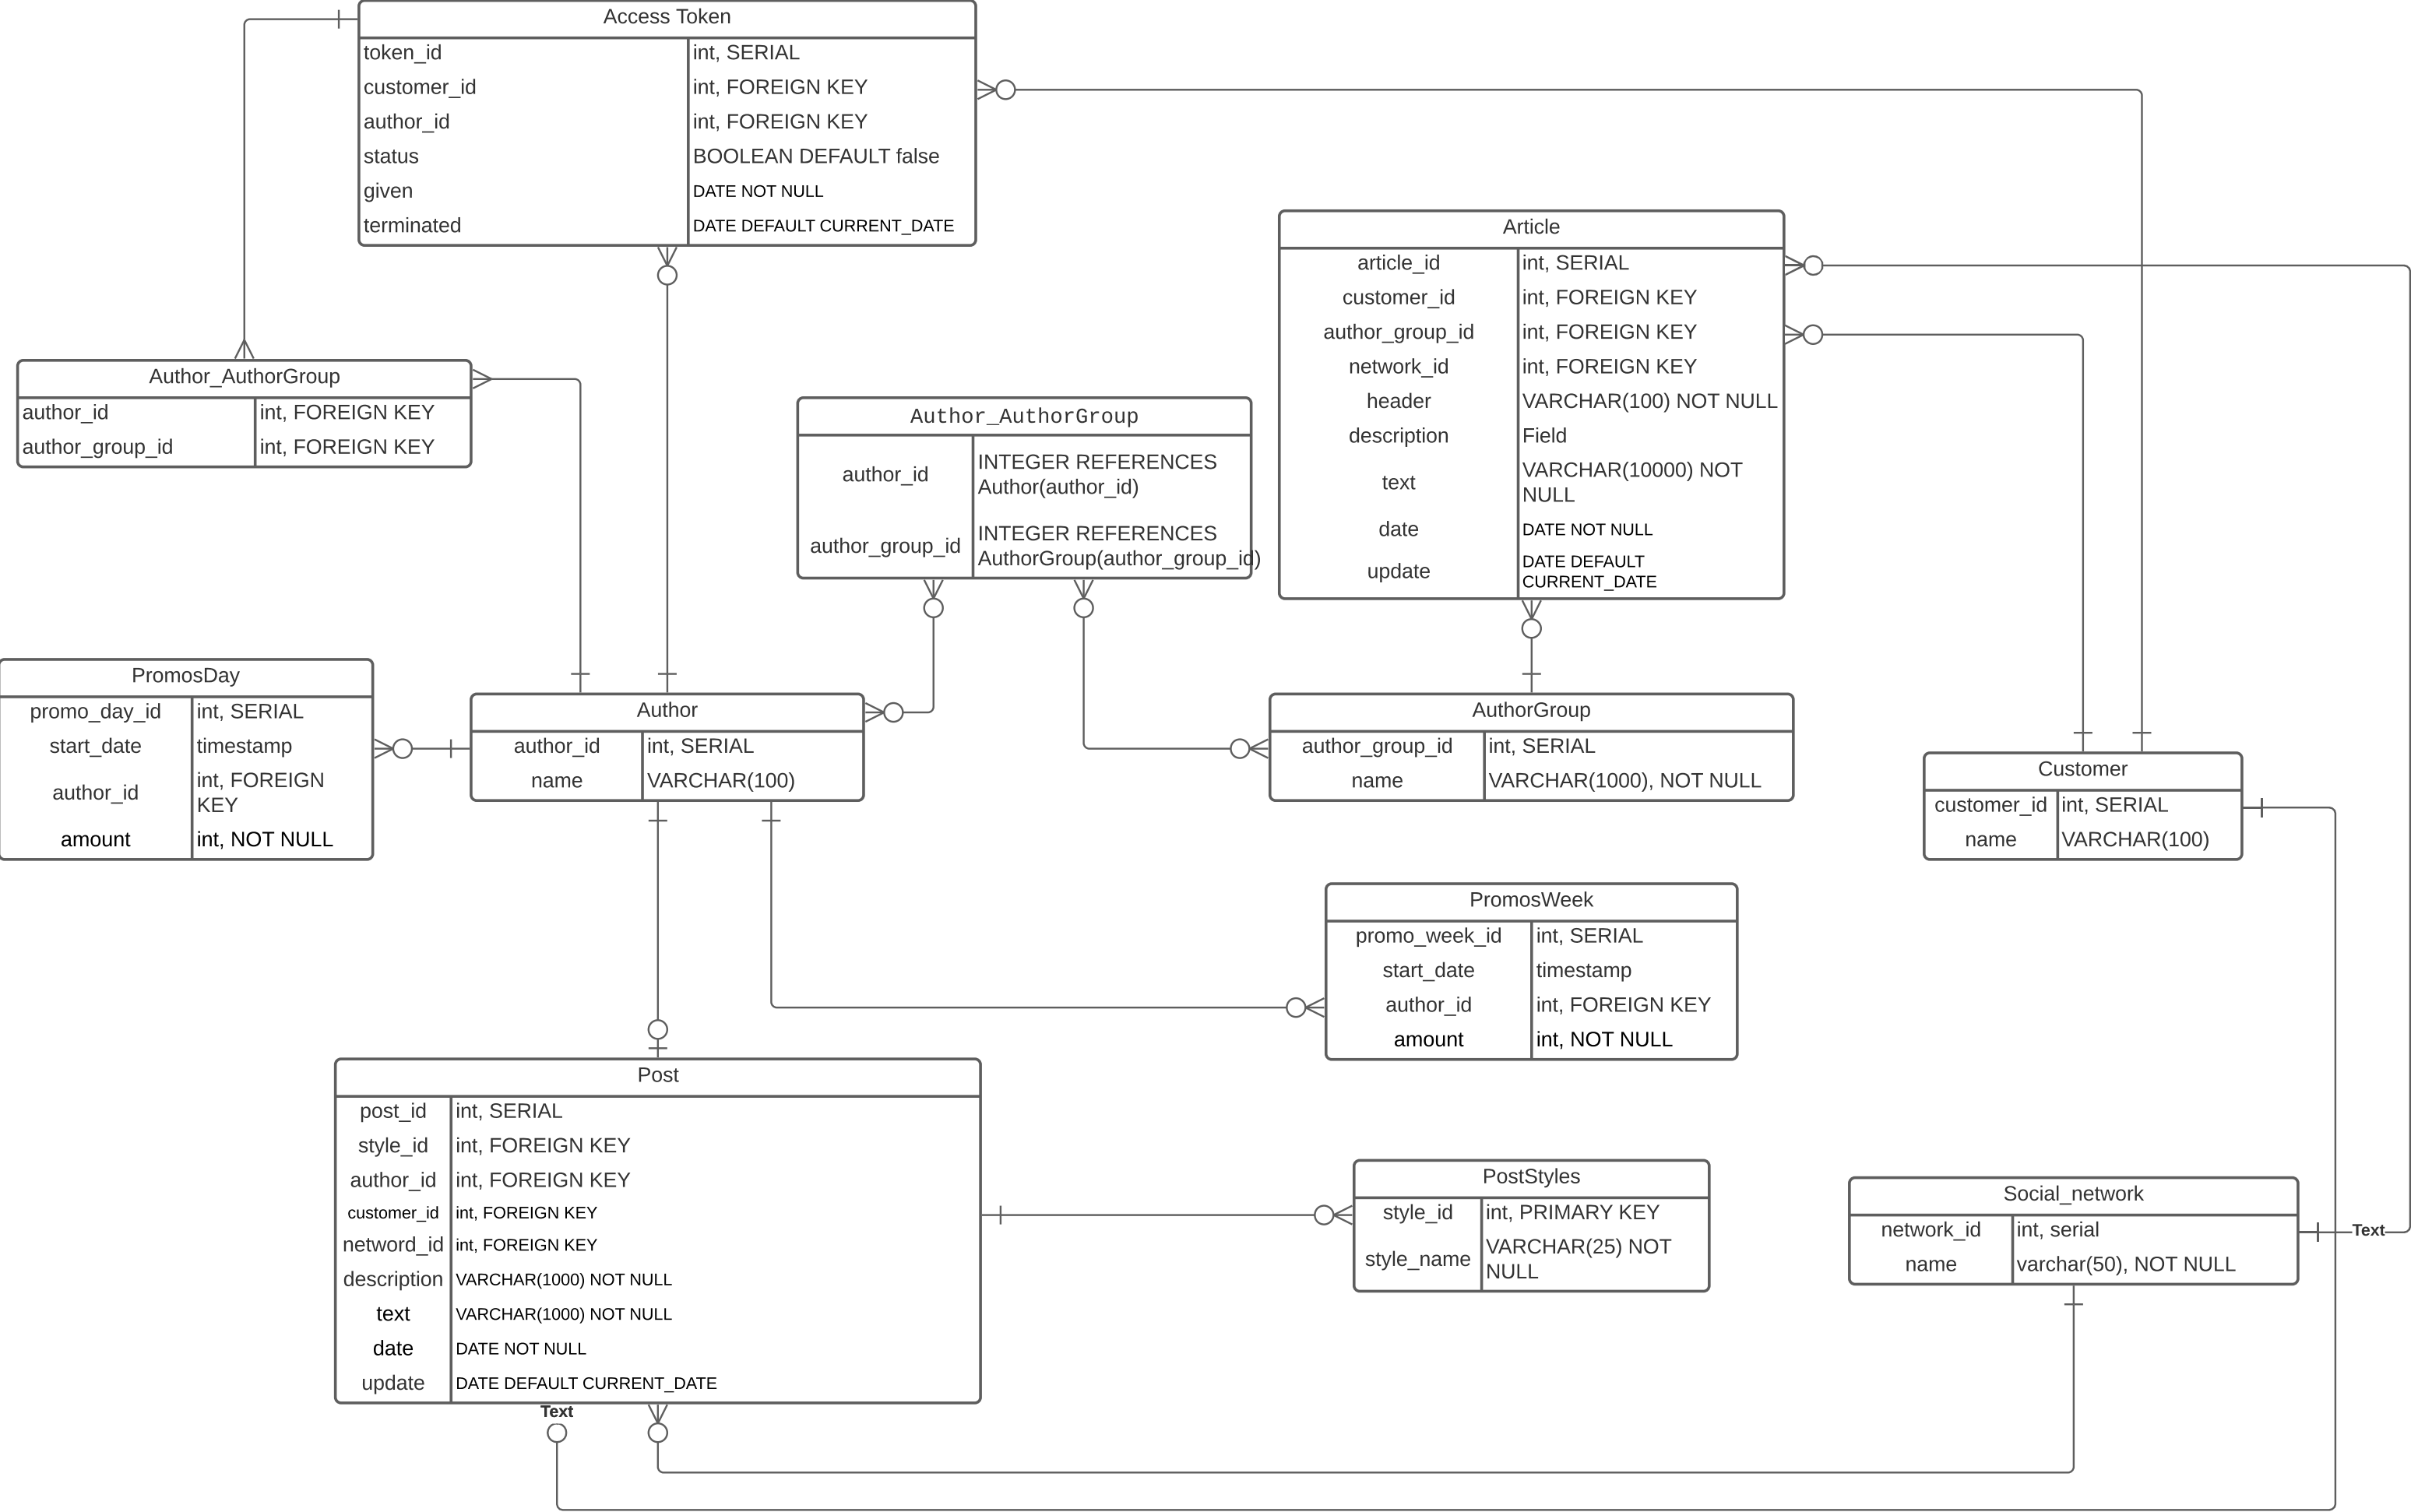 Access Token
token_id int, SERIAL
customer_id int, FOREIGN KEY
author_id int, FOREIGN KEY
status BOOLEAN DEFAULT false
given DATE NOT NULL
terminated DATE DEFAULT CURRENT_DATE
Article
article_id int, SERIAL
customer_id int, FOREIGN KEY
author_group_id int, FOREIGN KEY
network_id int, FOREIGN KEY
header VARCHAR(100) NOT NULL
description Field
text VARCHAR(10000) NOT
NULL
date DATE NOT NULL
update DATE DEFAULT
CURRENT_DATE
Author_AuthorGroup
author_id int, FOREIGN KEY
author_group_id int, FOREIGN KEY
Author_AuthorGroup
author_id INTEGER REFERENCES
Author(author_id)
author_group_id INTEGER REFERENCES
AuthorGroup(author_group_id)
PromosDay
promo_day_id int, SERIAL
start_date timestamp
author_id int, FOREIGN
KEY
amount int, NOT NULL
Author
author_id int, SERIAL
name VARCHAR(100)
AuthorGroup
author_group_id int, SERIAL
name VARCHAR(1000), NOT NULL
Customer
customer_id int, SERIAL
name VARCHAR(100)
PromosWeek
promo_week_id int, SERIAL
start_date timestamp
author_id int, FOREIGN KEY
amount int, NOT NULL
Post
post_id int, SERIAL
style_id int, FOREIGN KEY
author_id int, FOREIGN KEY
customer_id int, FOREIGN KEY
netword_id int, FOREIGN KEY
description VARCHAR(1000) NOT NULL
text VARCHAR(1000) NOT NULL
date DATE NOT NULL
update DATE DEFAULT CURRENT_DATE
Text
PostStyles
style_id int, PRIMARY KEY
style_name VARCHAR(25) NOT
NULL
Social_network
network_id int, serial
name varchar(50), NOT NULL
Text